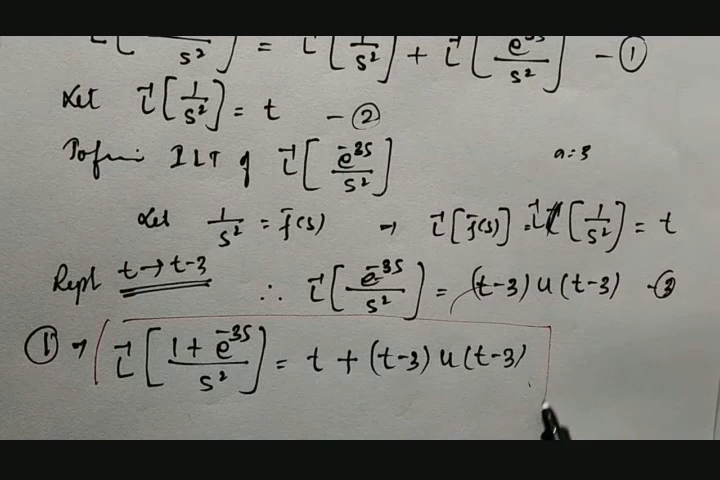 L⁻¹[ s² ] = L⁻¹[1/s²] + L⁻¹[e⁻³ˢ/s²] - ①
Let L⁻¹[1/s²] = t - ②
ILT of L⁻¹[e⁻³ˢ/s²] a = 3
Let 1/s² = f̄(s) → L⁻¹[f̄(s)] = L⁻¹[1/s²] = t
Repl t → t-3 ∴ L⁻¹[e⁻³ˢ/s²] = (t-3) u(t-3) - ③
① ⇒ L⁻¹[1 + e⁻³ˢ/s²] = t + (t-3) u(t-3)